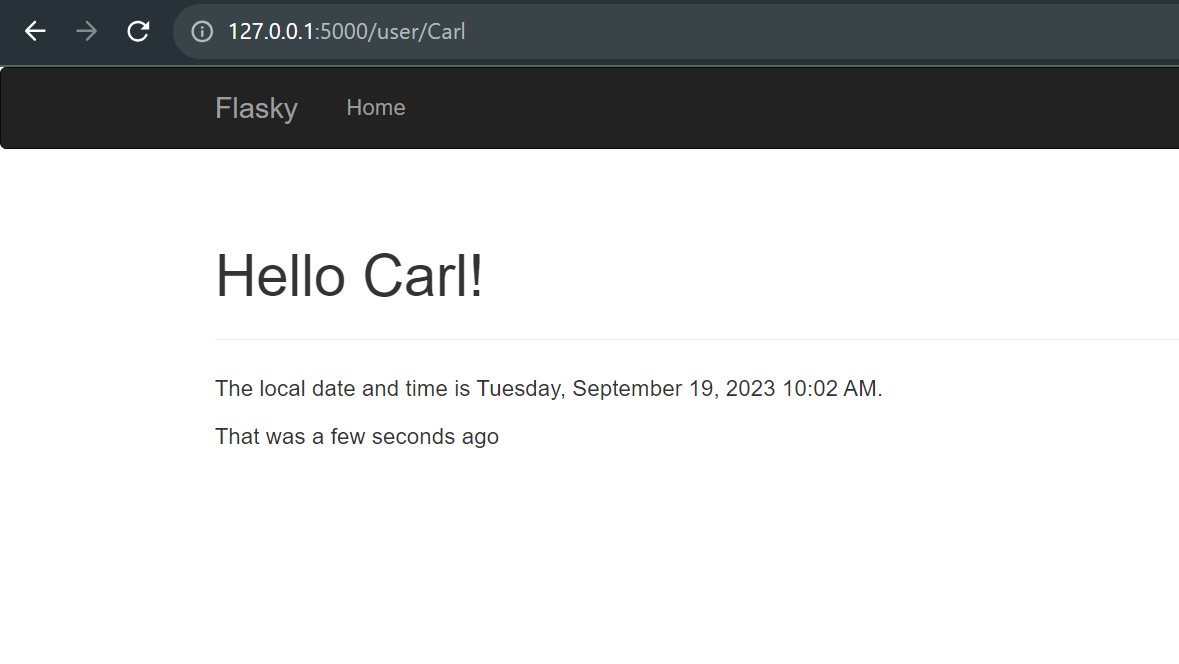 127.0.0.1:5000/user/Carl
Flasky Home
Hello Carl!
The local date and time is Tuesday, September 19, 2023 10:02 AM.
That was a few seconds ago